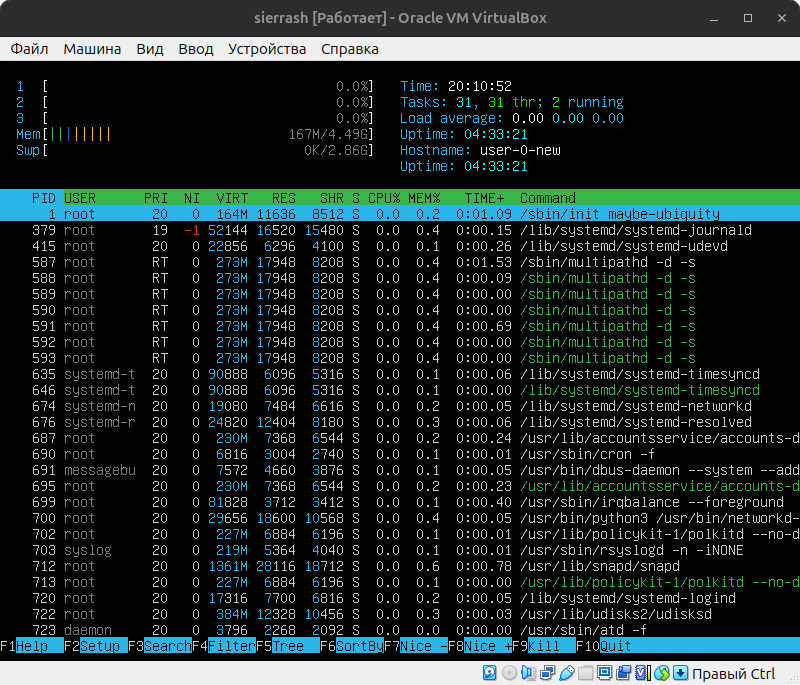 sierrash [Работает] - Oracle VM VirtualBox
Файл Машина Вид Ввод Устройства Справка
1 [ 0.0%] Time: 20:10:52
2 [ 0.0%] Tasks: 31, 31 thr; 2 running
3 [ 0.0%] Load average: 0.00 0.00 0.00
Mem[||||||||| 167M/4.49G] Uptime: 04:33:21
Swp[ 0K/2.86G] Hostname: user-0-new
Uptime: 04:33:21
PID USER PRI NI VIRT RES SHR S CPU% MEM% TIME+ Command
1 root 20 0 164M 11636 8512 S 0.0 0.2 0:01.09 /sbin/init maybe-ubiquity
379 root 19 -1 52144 16520 15480 S 0.0 0.4 0:00.15 /lib/systemd/systemd-journald
415 root 20 0 22856 6296 4100 S 0.0 0.1 0:00.26 /lib/systemd/systemd-udevd
587 root RT 0 273M 17948 8208 S 0.0 0.4 0:01.53 /sbin/multipathd -d -s
588 root RT 0 273M 17948 8208 S 0.0 0.4 0:00.09 /sbin/multipathd -d -s
589 root RT 0 273M 17948 8208 S 0.0 0.4 0:00.00 /sbin/multipathd -d -s
590 root RT 0 273M 17948 8208 S 0.0 0.4 0:00.00 /sbin/multipathd -d -s
591 root RT 0 273M 17948 8208 S 0.0 0.4 0:00.69 /sbin/multipathd -d -s
592 root RT 0 273M 17948 8208 S 0.0 0.4 0:00.00 /sbin/multipathd -d -s
593 root RT 0 273M 17948 8208 S 0.0 0.4 0:00.00 /sbin/multipathd -d -s
635 systemd-t 20 0 90888 6096 5316 S 0.0 0.1 0:00.06 /lib/systemd/systemd-timesyncd
646 systemd-t 20 0 90888 6096 5316 S 0.0 0.1 0:00.00 /lib/systemd/systemd-timesyncd
674 systemd-n 20 0 19080 7484 6616 S 0.0 0.2 0:00.05 /lib/systemd/systemd-networkd
676 systemd-r 20 0 24820 12404 8180 S 0.0 0.3 0:00.06 /lib/systemd/systemd-resolved
687 root 20 0 230M 7368 6544 S 0.0 0.2 0:00.24 /usr/lib/accountsservice/accounts-d
690 root 20 0 6816 3004 2740 S 0.0 0.1 0:00.01 /usr/sbin/cron -f
691 messagebu 20 0 7572 4660 3876 S 0.0 0.1 0:00.05 /usr/bin/dbus-daemon --system --add
695 root 20 0 230M 7368 6544 S 0.0 0.2 0:00.23 /usr/lib/accountsservice/accounts-d
699 root 20 0 81828 3712 3412 S 0.0 0.1 0:00.40 /usr/sbin/irqbalance --foreground
700 root 20 0 29656 18600 10568 S 0.0 0.4 0:00.05 /usr/bin/python3 /usr/bin/networkd-
702 root 20 0 227M 6884 6196 S 0.0 0.1 0:00.01 /usr/lib/policykit-1/polkitd --no-d
703 syslog 20 0 219M 5364 4040 S 0.0 0.1 0:00.01 /usr/sbin/rsyslogd -n -iNONE
712 root 20 0 1361M 28116 18712 S 0.0 0.6 0:00.78 /usr/lib/snapd/snapd
713 root 20 0 227M 6884 6196 S 0.0 0.1 0:00.00 /usr/lib/policykit-1/polkitd --no-d
720 root 20 0 17316 7700 6816 S 0.0 0.2 0:00.05 /lib/systemd/systemd-logind
722 root 20 0 384M 12328 10456 S 0.0 0.3 0:00.03 /usr/lib/udisks2/udisksd
723 daemon 20 0 3796 2268 2092 S 0.0 0.0 0:00.00 /usr/sbin/atd -f
F1Help F2Setup F3SearchF4FilterF5Tree F6SortByF7Nice -F8Nice +F9Kill F10Quit
Правый Ctrl